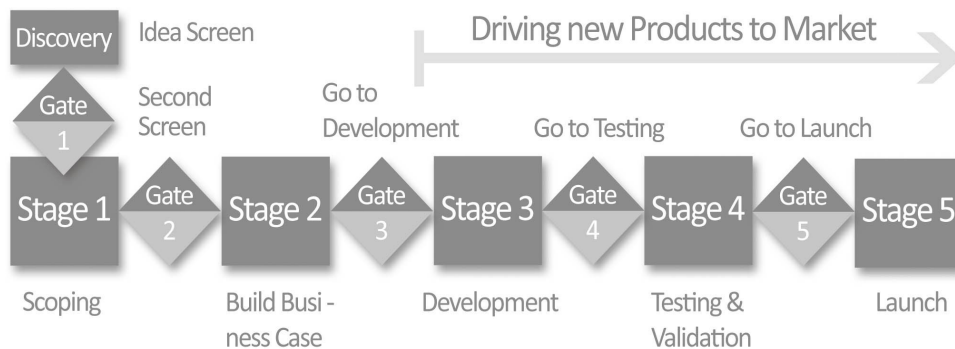 Discovery
Idea Screen
Driving new Products to Market
Gate
1
Second
Screen
Go to
Development
Go to Testing
Go to Launch
Stage 1
Gate
2
Stage 2
Gate
3
Stage 3
Gate
4
Stage 4
Gate
5
Stage 5
Scoping
Build Busi -
ness Case
Development
Testing &
Validation
Launch